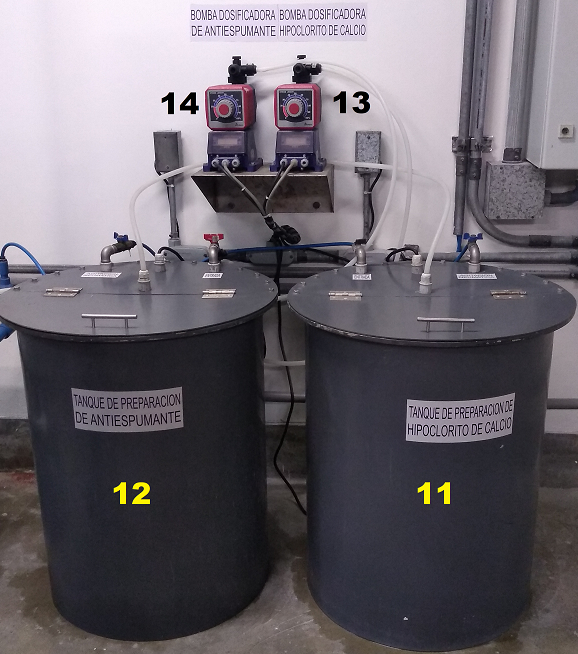 BOMBA DOSIFICADORA
DE ANTIESPUMANTE
BOMBA DOSIFICADORA
HIPOCLORITO DE CALCIO
14
13
TANQUE DE PREPARACION
DE ANTIESPUMANTE
TANQUE DE PREPARACION DE
HIPOCLORITO DE CALCIO
12
11